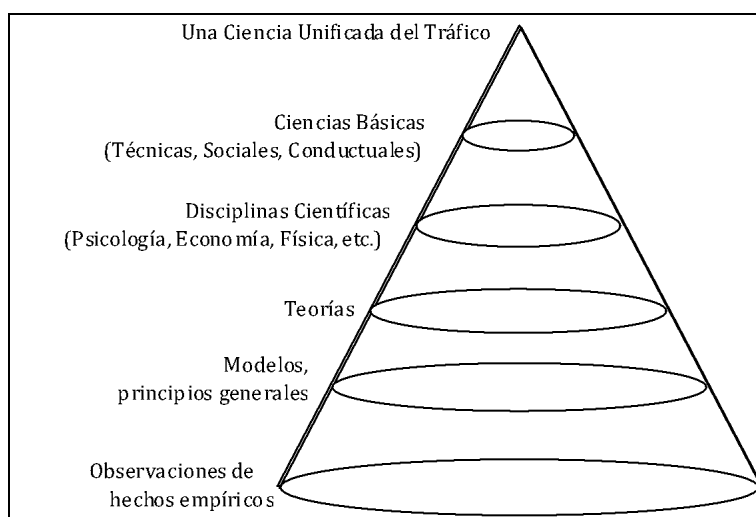 Una Ciencia Unificada del Tráfico
Ciencias Básicas
(Técnicas, Sociales, Conductuales)
Disciplinas Científicas
(Psicología, Economía, Física, etc.)
Teorías
Modelos,
principios generales
Observaciones de
hechos empíricos